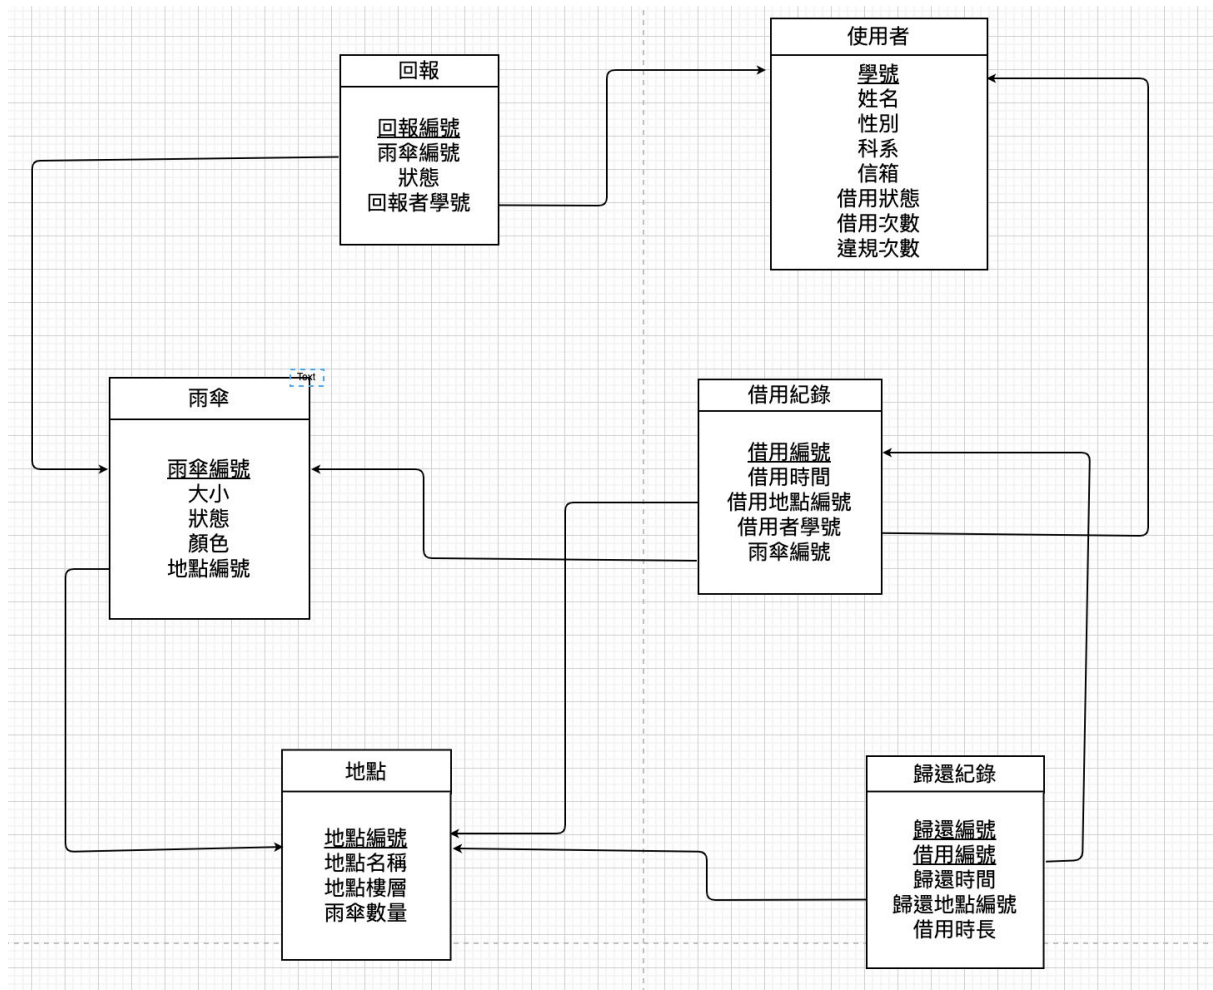 使用者
學號
姓名
性別
科系
信箱
借用狀態
借用次數
違規次數
回報
回報編號
雨傘編號
狀態
回報者學號
Text
雨傘
雨傘編號
大小
狀態
顏色
地點編號
借用紀錄
借用編號
借用時間
借用地點編號
借用者學號
雨傘編號
地點
地點編號
地點名稱
地點樓層
雨傘數量
歸還紀錄
歸還編號
借用編號
歸還時間
歸還地點編號
借用時長